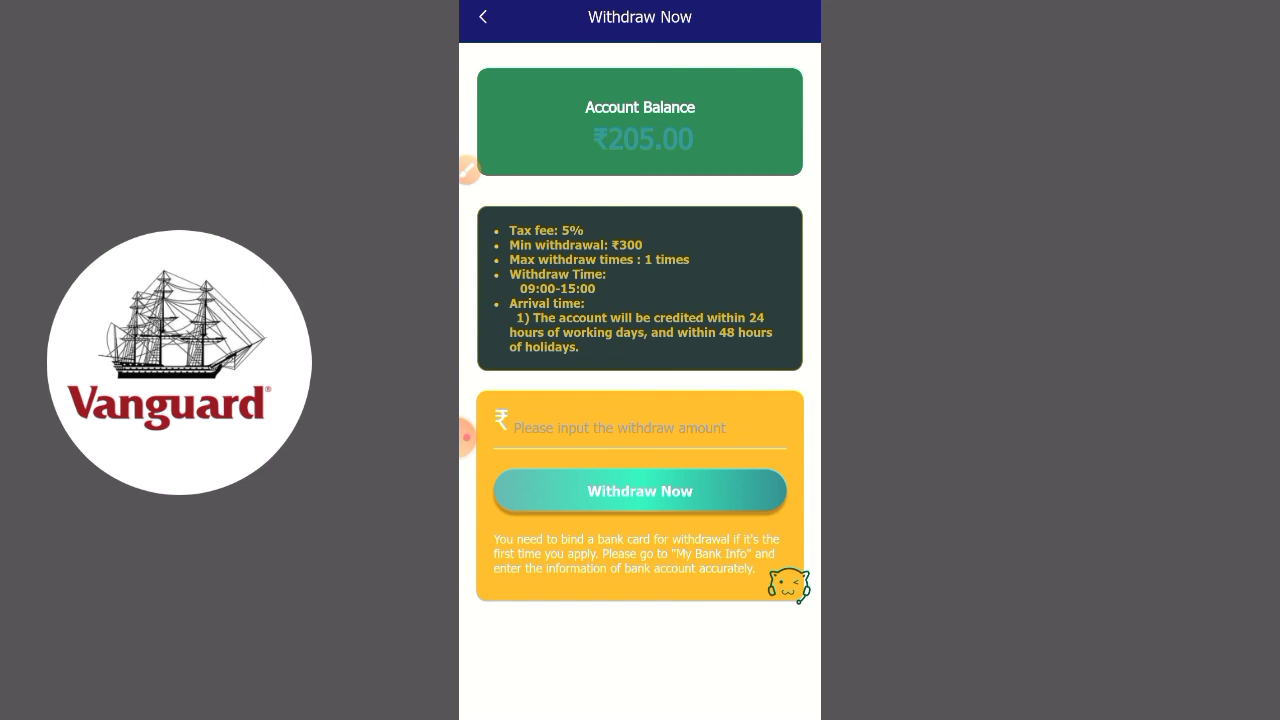 Withdraw Now
Account Balance
₹205.00
• Tax fee: 5%
• Min withdrawal: ₹300
• Max withdraw times : 1 times
• Withdraw Time:
09:00-15:00
• Arrival time:
1) The account will be credited within 24
hours of working days, and within 48 hours
of holidays.
₹ Please input the withdraw amount
Withdraw Now
You need to bind a bank card for withdrawal if it's the
first time you apply. Please go to "My Bank Info" and
enter the information of bank account accurately.
Vanguard®